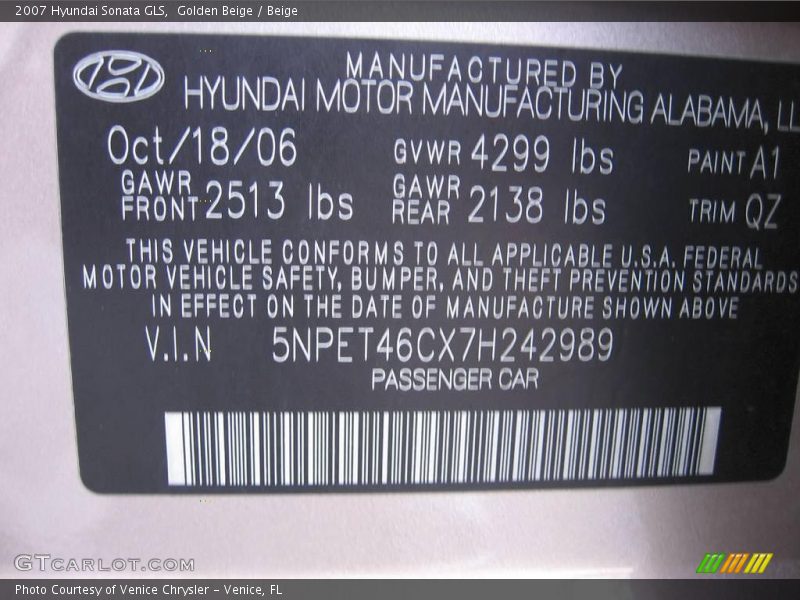 2007 Hyundai Sonata GLS,  Golden Beige / Beige
MANUFACTURED BY
HYUNDAI MOTOR MANUFACTURING ALABAMA, LL
Oct/18/06 GVWR 4299 lbs PAINT A1
GAWR FRONT 2513 lbs GAWR REAR 2138 lbs TRIM QZ
THIS VEHICLE CONFORMS TO ALL APPLICABLE U.S.A. FEDERAL
MOTOR VEHICLE SAFETY, BUMPER, AND THEFT PREVENTION STANDARDS
IN EFFECT ON THE DATE OF MANUFACTURE SHOWN ABOVE
V.I.N 5NPET46CX7H242989
PASSENGER CAR
GTCARLOT.COM
Photo Courtesy of Venice Chrysler - Venice, FL